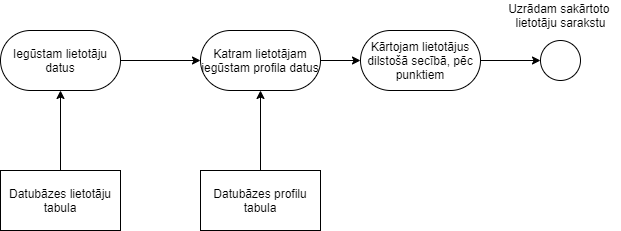 Uzrādam sakārtoto
lietotāju sarakstu
Iegūstam lietotāju
datus
Katram lietotājam
iegūstam profila datus
Kārtojam lietotājus
dilstošā secībā, pēc
punktiem
Datubāzes lietotāju
tabula
Datubāzes profilu
tabula